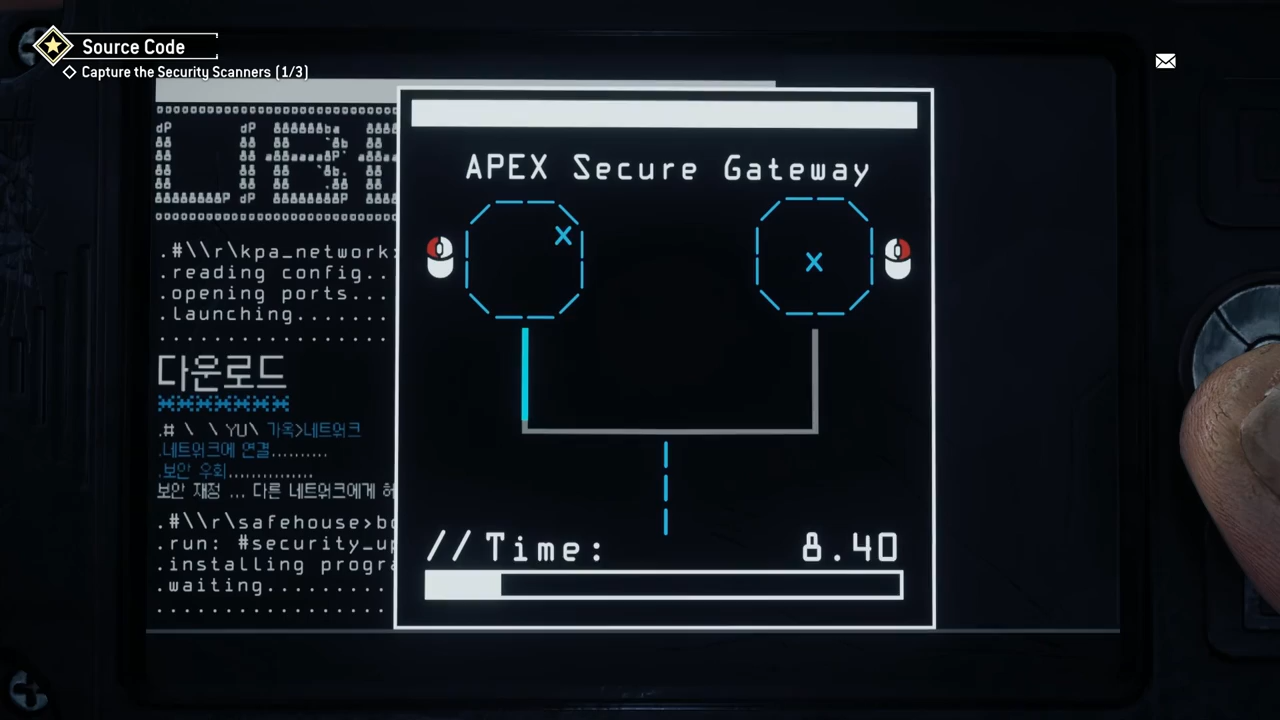 Source Code
Capture the Security Scanners (1/3)
APEX Secure Gateway
.#\\r\kpa_network>
.reading config..
.opening ports...
.launching.......
다운로드
*******
.# \ \ YU\ 가옥>네트워크
.네트워크에 연결..........
.보안 우회...............
보안 재정 ... 다른 네트워크에게
.#\\r\safehouse>
.run: #security_
.installing
.waiting.........
//Time: 8.40